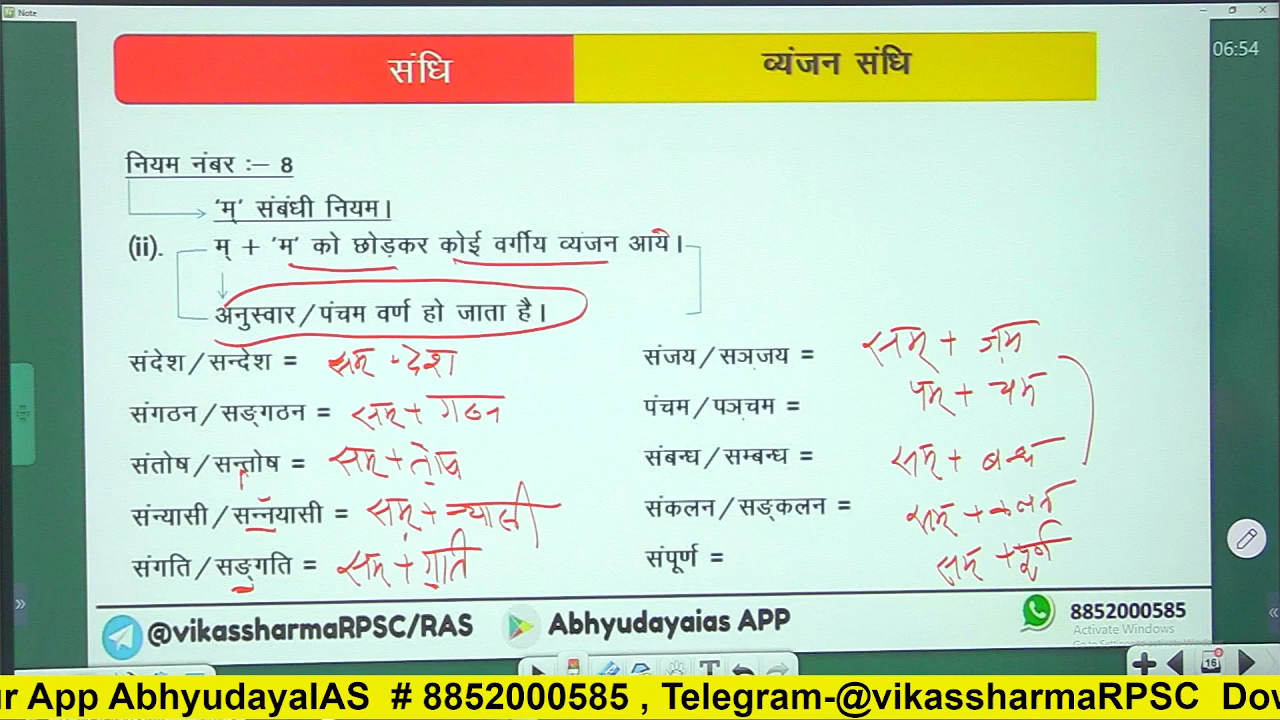 Note
06:54
संधि व्यंजन संधि
नियम नंबर :– 8
'म्' संबंधी नियम।
(ii). म् + 'म' को छोड़कर कोई वर्गीय व्यंजन आये।
अनुस्वार/पंचम वर्ण हो जाता है।
संदेश/सन्देश = सम् + देश
संगठन/सङ्गठन = सम् + गठन
संतोष/सन्तोष = सम् + तोष
संन्यासी/सन्न्यासी = सम् + न्यासी
संगति/सङ्गति = सम् + गति
संजय/सञ्जय = सम् + जय
पंचम/पञ्चम = पम् + चम
संबन्ध/सम्बन्ध = सम् + बन्ध
संकलन/सङ्कलन = सम् + कलन
संपूर्ण = सम् + पूर्ण
@vikassharmaRPSC/RAS Abhyudayaias APP 8852000585
Activate Windows
16
ur App AbhyudayaIAS # 8852000585 , Telegram-@vikassharmaRPSC Dov